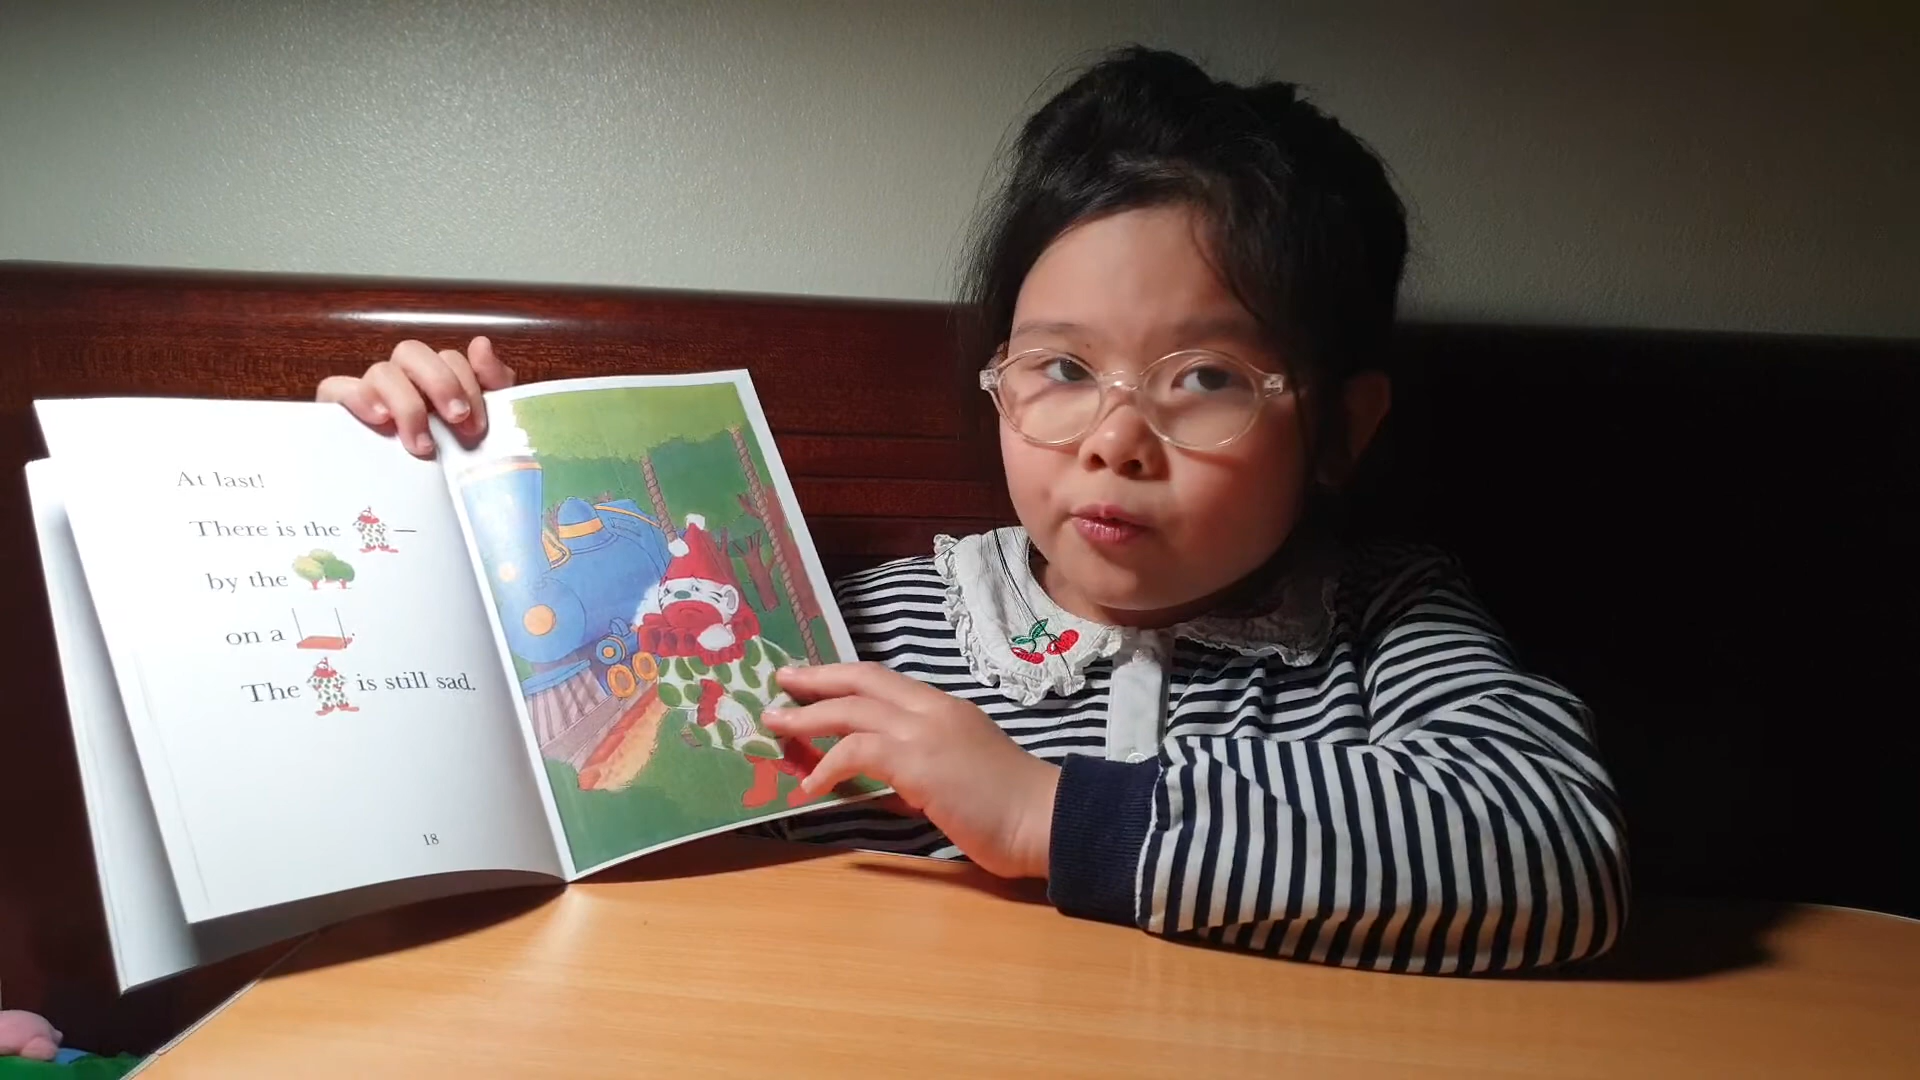 At last!
There is the —
by the
on a
The is still sad.
18